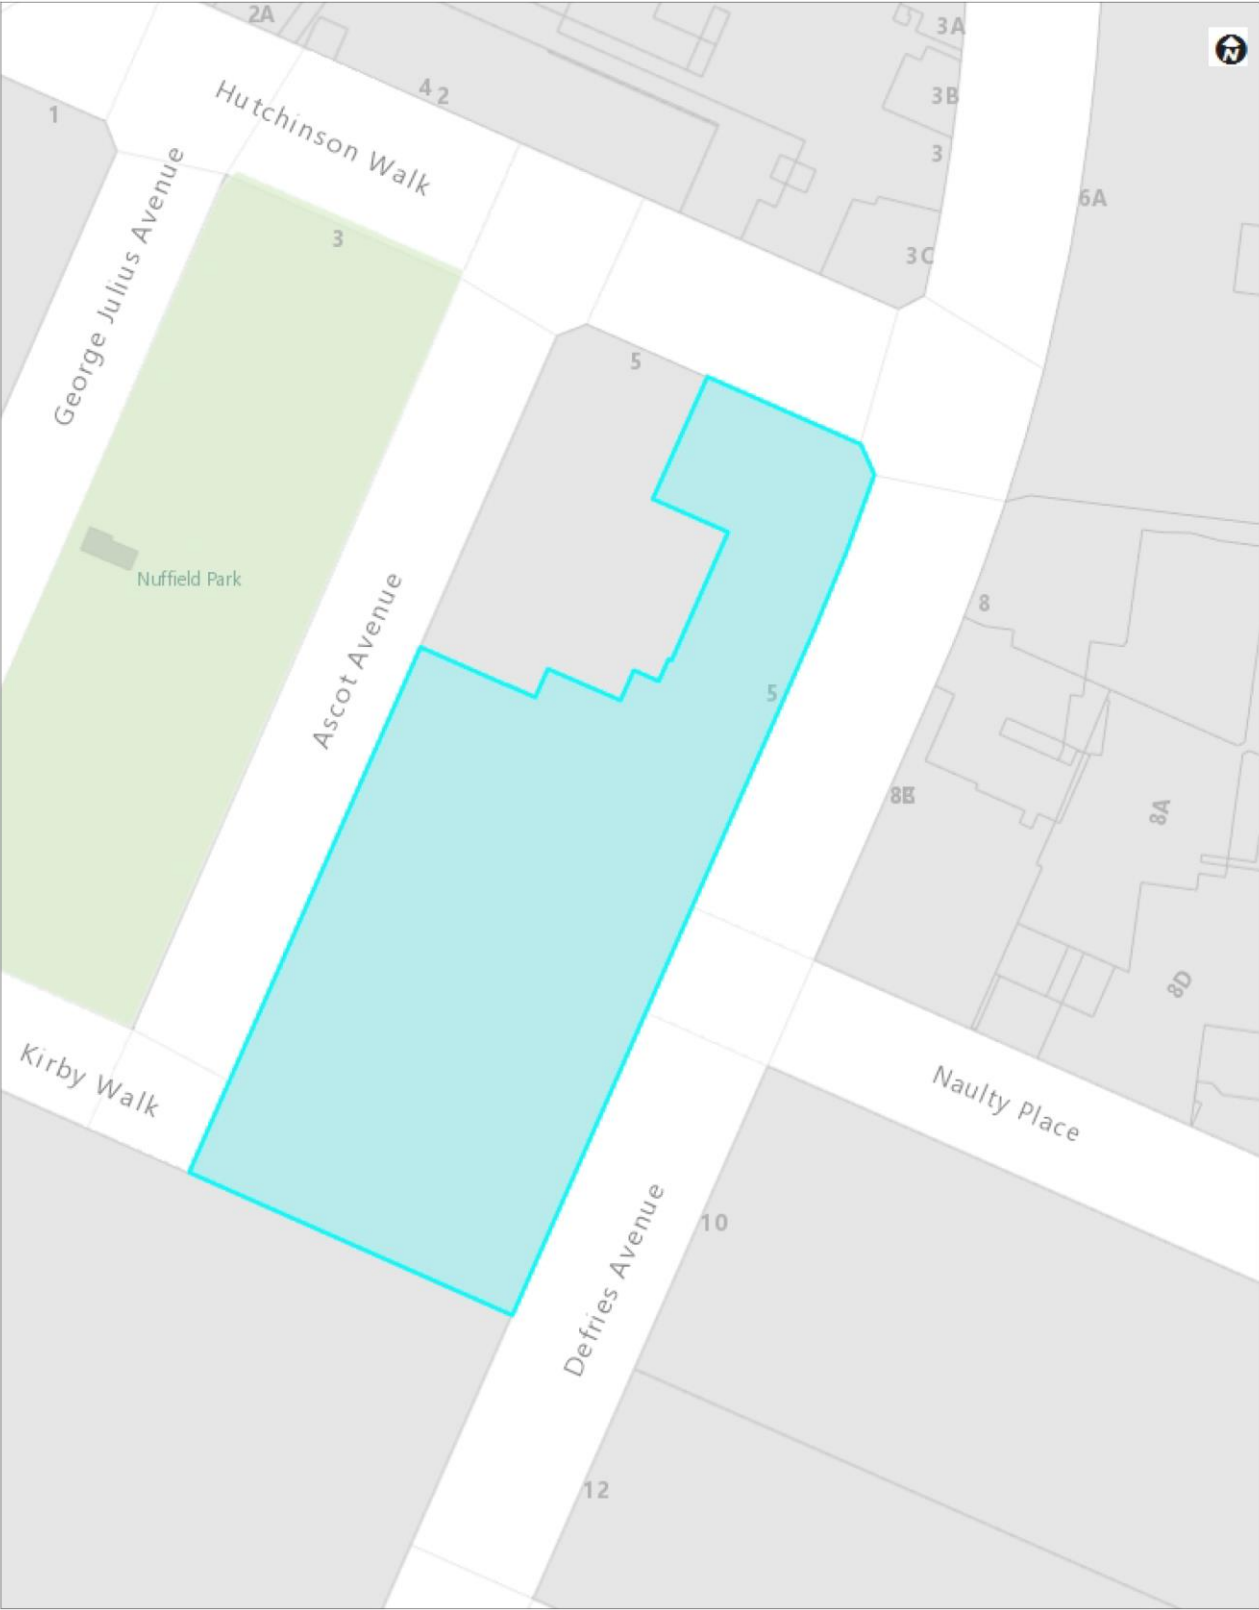 2A
3A
N
4 2
3B
1
Hutchinson Walk
3
6A
George Julius Avenue
3
3C
5
Nuffield Park
8
Ascot Avenue
5
8A
8D
Kirby Walk
Naulty Place
10
Defries Avenue
12